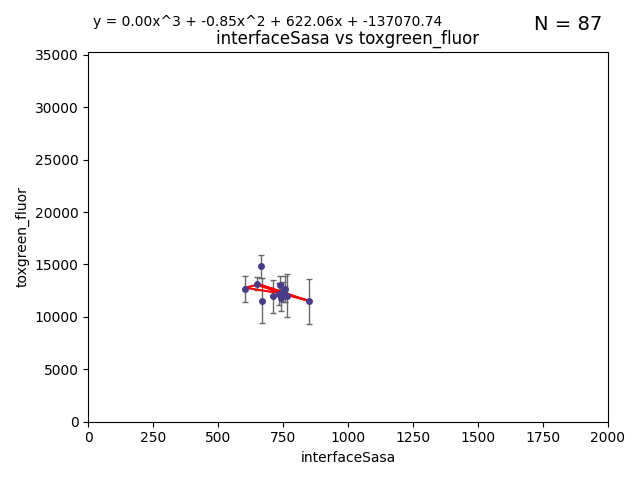 y = 0.00x^3 + -0.85x^2 + 622.06x + -137070.74
N = 87
interfaceSasa vs toxgreen_fluor
35000
30000
25000
20000
15000
10000
5000
0
toxgreen_fluor
0 250 500 750 1000 1250 1500 1750 2000
interfaceSasa